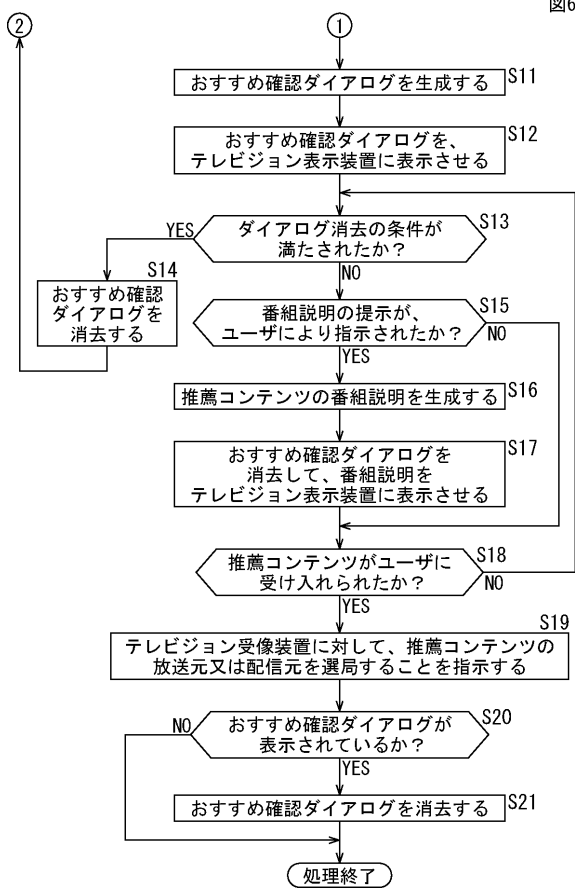 図6
②
①
おすすめ確認ダイアログを生成する
S11
おすすめ確認ダイアログを、
テレビジョン表示装置に表示させる
S12
ダイアログ消去の条件が
満たされたか?
S13
YES
NO
S14
おすすめ確認
ダイアログを
消去する
番組説明の提示が、
ユーザにより指示されたか?
S15
NO
YES
推薦コンテンツの番組説明を生成する
S16
おすすめ確認ダイアログを
消去して、番組説明を
テレビジョン表示装置に表示させる
S17
推薦コンテンツがユーザに
受け入れられたか?
S18
NO
YES
S19
テレビジョン受像装置に対して、推薦コンテンツの
放送元又は配信元を選局することを指示する
おすすめ確認ダイアログが
表示されているか?
S20
NO
YES
おすすめ確認ダイアログを消去する
S21
処理終了